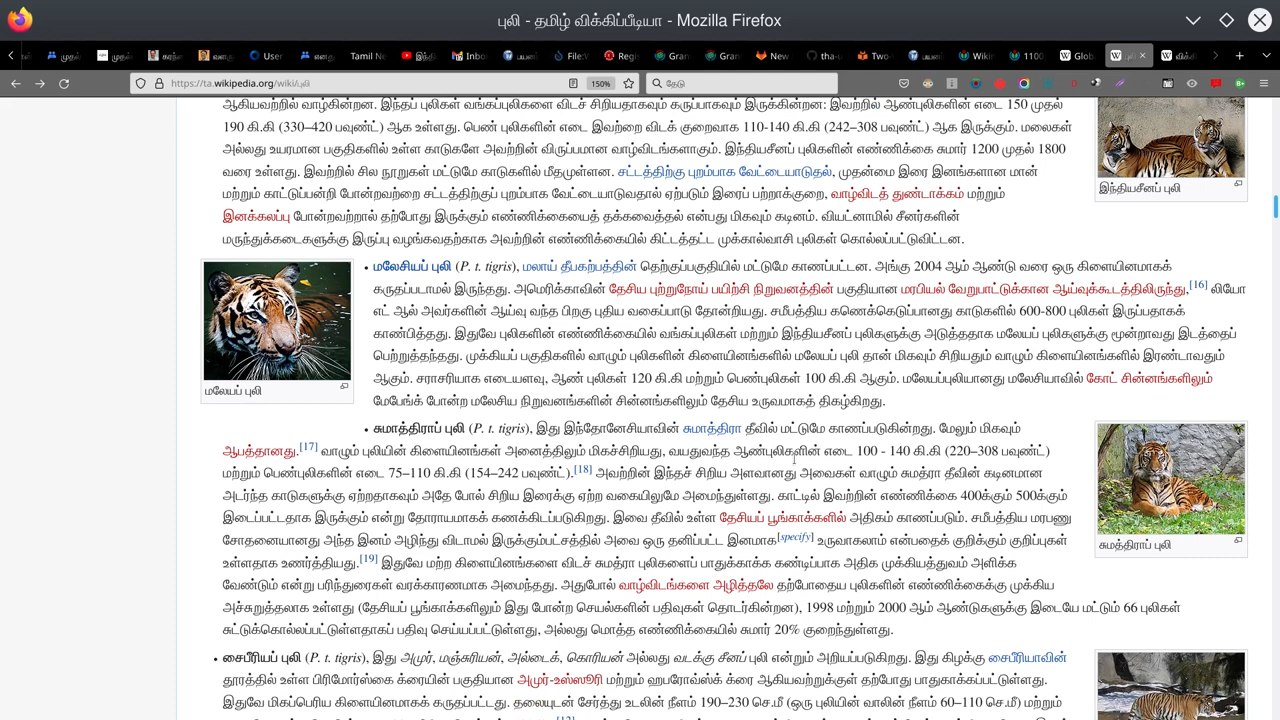 புலி - தமிழ் விக்கிப்பீடியா - Mozilla Firefox
முதல்
முதல்
கரந்
வள
User
எனது
Tamil Ne
இந்தி
Inbo
பயனர்
File:W
Regis
Gran
Gran
New
tha-u
Two-
Wikin
1100
Glob
விக்
https://ta.wikipedia.org/wiki/புலி
150%
தேடு
ஆகியவற்றில் வாழ்கின்றன. இந்தப் புலிகள் வங்கப்புலிகளை விடச் சிறியதாகவும் கருப்பாகவும் இருக்கின்றன: இவற்றில் ஆண்புலிகளின் எடை 150 முதல்
190 கி.கி (330–420 பவுண்ட்) ஆக உள்ளது. பெண் புலிகளின் எடை இவற்றை விடக் குறைவாக 110-140 கி.கி (242–308 பவுண்ட்) ஆக இருக்கும். மலைகள்
அல்லது உயரமான பகுதிகளில் உள்ள காடுகளே அவற்றின் விருப்பமான வாழ்விடங்களாகும். இந்தியசீனப் புலிகளின் எண்ணிக்கை சுமார் 1200 முதல் 1800
வரை உள்ளது. இவற்றில் சில நூறுகள் மட்டுமே காடுகளில் மீதமுள்ளன. சட்டத்திற்கு புறம்பாக வேட்டையாடுதல், முதன்மை இரை இனங்களான மான்
மற்றும் காட்டுப்பன்றி போன்றவற்றை சட்டத்திற்குப் புறம்பாக வேட்டையாடுவதால் ஏற்படும் இரைப் பற்றாக்குறை, வாழ்விடத் துண்டாக்கம் மற்றும்
இனக்கலப்பு போன்றவற்றால் தற்போது இருக்கும் எண்ணிக்கையைத் தக்கவைத்தல் என்பது மிகவும் கடினம். வியட்னாமில் சீனர்களின்
மருந்துக்கடைகளுக்கு இருப்பு வழங்கவதற்காக அவற்றின் எண்ணிக்கையில் கிட்டத்தட்ட முக்கால்வாசி புலிகள் கொல்லப்பட்டுவிட்டன.
இந்தியசீனப் புலி
• மலேசியப் புலி (P. t. tigris), மலாய் தீபகற்பத்தின் தெற்குப்பகுதியில் மட்டுமே காணப்பட்டன. அங்கு 2004 ஆம் ஆண்டு வரை ஒரு கிளையினமாகக்
கருதப்படாமல் இருந்தது. அமெரிக்காவின் தேசிய புற்றுநோய் பயிற்சி நிறுவனத்தின் பகுதியான மரபியல் வேறுபாட்டுக்கான ஆய்வுக்கூடத்திலிருந்து,[16] லியோ
எட் ஆல் அவர்களின் ஆய்வு வந்த பிறகு புதிய வகைப்பாடு தோன்றியது. சமீபத்திய கணெக்கெடுப்பானது காடுகளில் 600-800 புலிகள் இருப்பதாகக்
காண்பித்தது. இதுவே புலிகளின் எண்ணிக்கையில் வங்கப்புலிகள் மற்றும் இந்தியசீனப் புலிகளுக்கு அடுத்ததாக மலேயப் புலிகளுக்கு மூன்றாவது இடத்தைப்
பெற்றுத்தந்தது. முக்கியப் பகுதிகளில் வாழும் புலிகளின் கிளையினங்களில் மலேயப் புலி தான் மிகவும் சிறியதும் வாழும் கிளையினங்களில் இரண்டாவதும்
ஆகும். சராசரியாக எடையளவு, ஆண் புலிகள் 120 கி.கி மற்றும் பெண்புலிகள் 100 கி.கி ஆகும். மலேயப்புலியானது மலேசியாவில் கோட் சின்னங்களிலும்
மேபேங்க் போன்ற மலேசிய நிறுவனங்களின் சின்னங்களிலும் தேசிய உருவமாகத் திகழ்கிறது.
மலேயப் புலி
• சுமாத்திராப் புலி (P. t. tigris), இது இந்தோனேசியாவின் சுமாத்திரா தீவில் மட்டுமே காணப்படுகின்றது. மேலும் மிகவும்
ஆபத்தானது.[17] வாழும் புலியின் கிளையினங்கள் அனைத்திலும் மிகச்சிறியது, வயதுவந்த ஆண்புலிகளின் எடை 100 - 140 கி.கி (220–308 பவுண்ட்)
மற்றும் பெண்புலிகளின் எடை 75–110 கி.கி (154–242 பவுண்ட்).[18] அவற்றின் இந்தச் சிறிய அளவானது அவைகள் வாழும் சுமத்ரா தீவின் கடினமான
அடர்ந்த காடுகளுக்கு ஏற்றதாகவும் அதே போல் சிறிய இரைக்கு ஏற்ற வகையிலுமே அமைந்துள்ளது. காட்டில் இவற்றின் எண்ணிக்கை 400க்கும் 500க்கும்
இடைப்பட்டதாக இருக்கும் என்று தோராயமாகக் கணக்கிடப்படுகிறது. இவை தீவில் உள்ள தேசியப் பூங்காக்களில் அதிகம் காணப்படும். சமீபத்திய மரபணு
சோதனையானது அந்த இனம் அழிந்து விடாமல் இருக்கும்பட்சத்தில் அவை ஒரு தனிப்பட்ட இனமாக[specify] உருவாகலாம் என்பதைக் குறிக்கும் குறிப்புகள்
உள்ளதாக உணர்த்தியது.[19] இதுவே மற்ற கிளையினங்களை விடச் சுமத்ரா புலிகளைப் பாதுகாக்க கண்டிப்பாக அதிக முக்கியத்துவம் அளிக்க
வேண்டும் என்று பரிந்துரைகள் வரக்காரணமாக அமைந்தது. அதுபோல் வாழ்விடங்களை அழித்தலே தற்போதைய புலிகளின் எண்ணிக்கைக்கு முக்கிய
அச்சுறுத்தலாக உள்ளது (தேசியப் பூங்காக்களிலும் இது போன்ற செயல்களின் பதிவுகள் தொடர்கின்றன), 1998 மற்றும் 2000 ஆம் ஆண்டுகளுக்கு இடையே மட்டும் 66 புலிகள்
சுட்டுக்கொல்லப்பட்டுள்ளதாகப் பதிவு செய்யப்பட்டுள்ளது, அல்லது மொத்த எண்ணிக்கையில் சுமார் 20% குறைந்துள்ளது.
சுமாத்திராப் புலி
• சைபீரியப் புலி (P. t. tigris), இது அமுர், மஞ்சுரியன், அல்டைக், கொரியன் அல்லது வடக்கு சீனப் புலி என்றும் அறியப்படுகிறது. இது கிழக்கு சைபீரியாவின்
தூரத்தில் உள்ள பிரிமோர்ஸ்கை க்ரையின் பகுதியான அமுர்-உஸ்ஸூரி மற்றும் ஹபரோவ்ஸ்க் க்ரை ஆகியவற்றுக்குள் தற்போது பாதுகாக்கப்பட்டுள்ளது.
இதுவே மிகப்பெரிய கிளையினமாகக் கருதப்பட்டது. தலையுடன் சேர்த்து உடலின் நீளம் 190–230 செ.மீ (ஒரு புலியின் வாலின் நீளம் 60–110 செ.மீ) மற்றும்